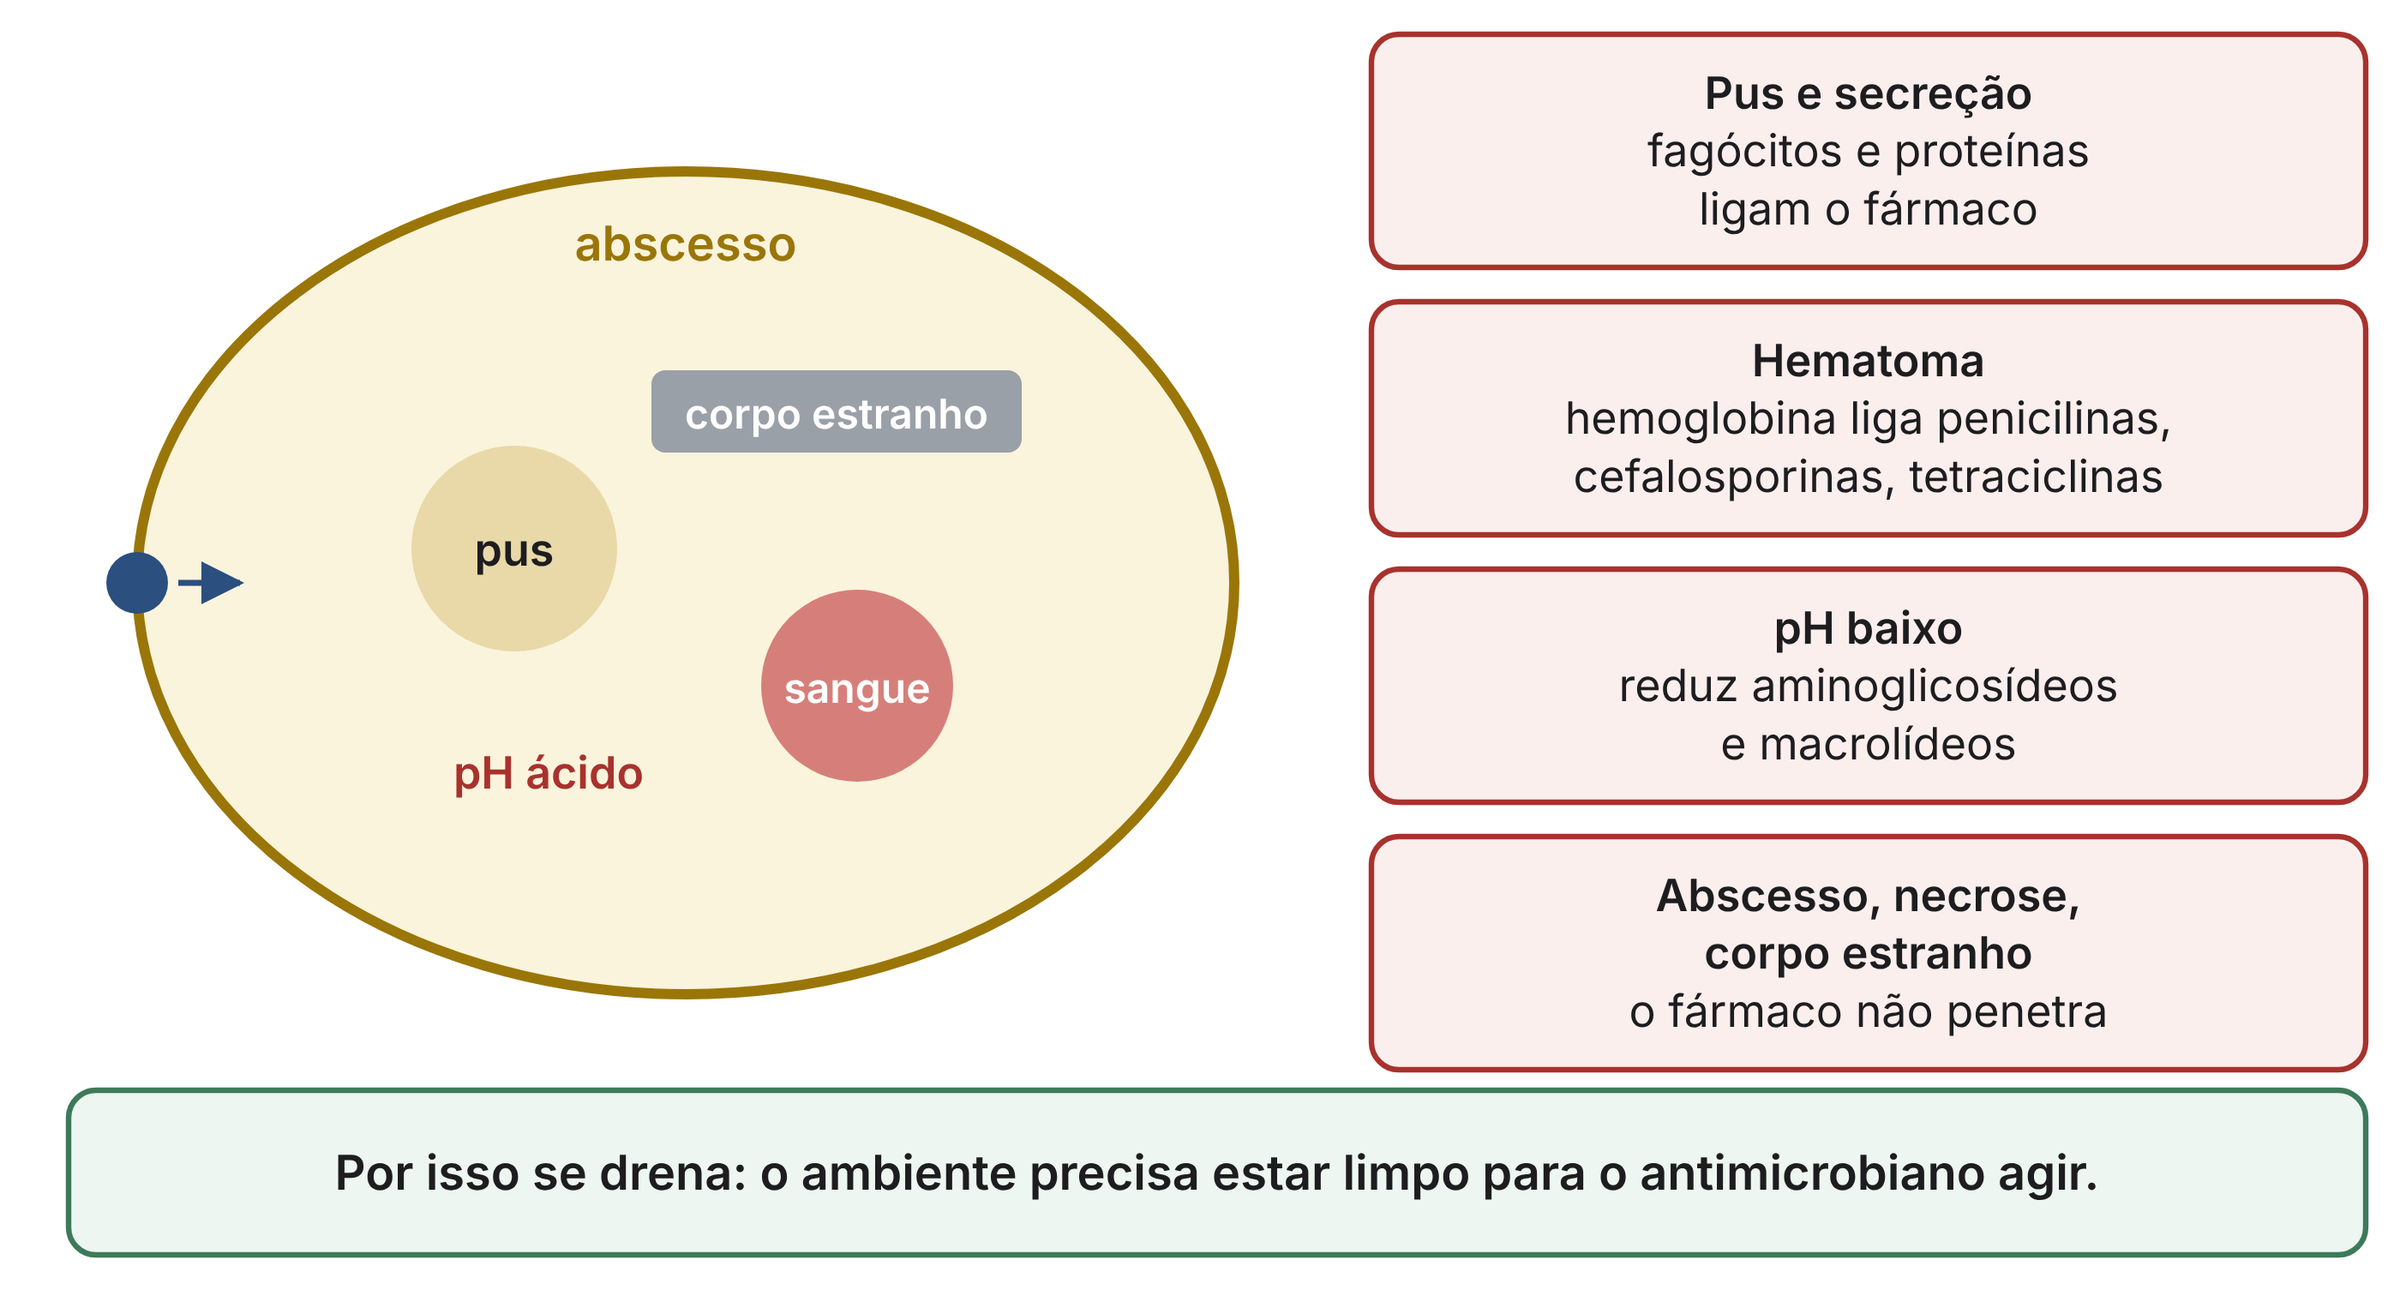 abscesso
corpo estranho
pus
sangue
pH ácido
Pus e secreção
fagócitos e proteínas
ligam o fármaco
Hematoma
hemoglobina liga penicilinas,
cefalosporinas, tetraciclinas
pH baixo
reduz aminoglicosídeos
e macrolídeos
Abscesso, necrose,
corpo estranho
o fármaco não penetra
Por isso se drena: o ambiente precisa estar limpo para o antimicrobiano agir.